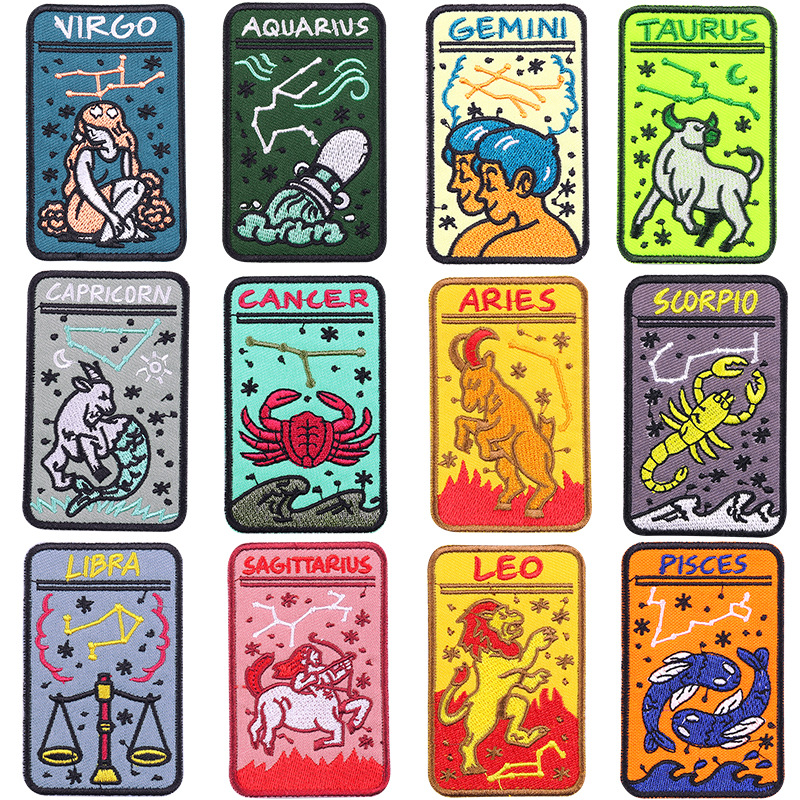 VIRGO
AQUARIUS
GEMINI
TAURUS
CAPRICORN
CANCER
ARIES
SCORPIO
LIBRA
SAGITTARIUS
LEO
PISCES